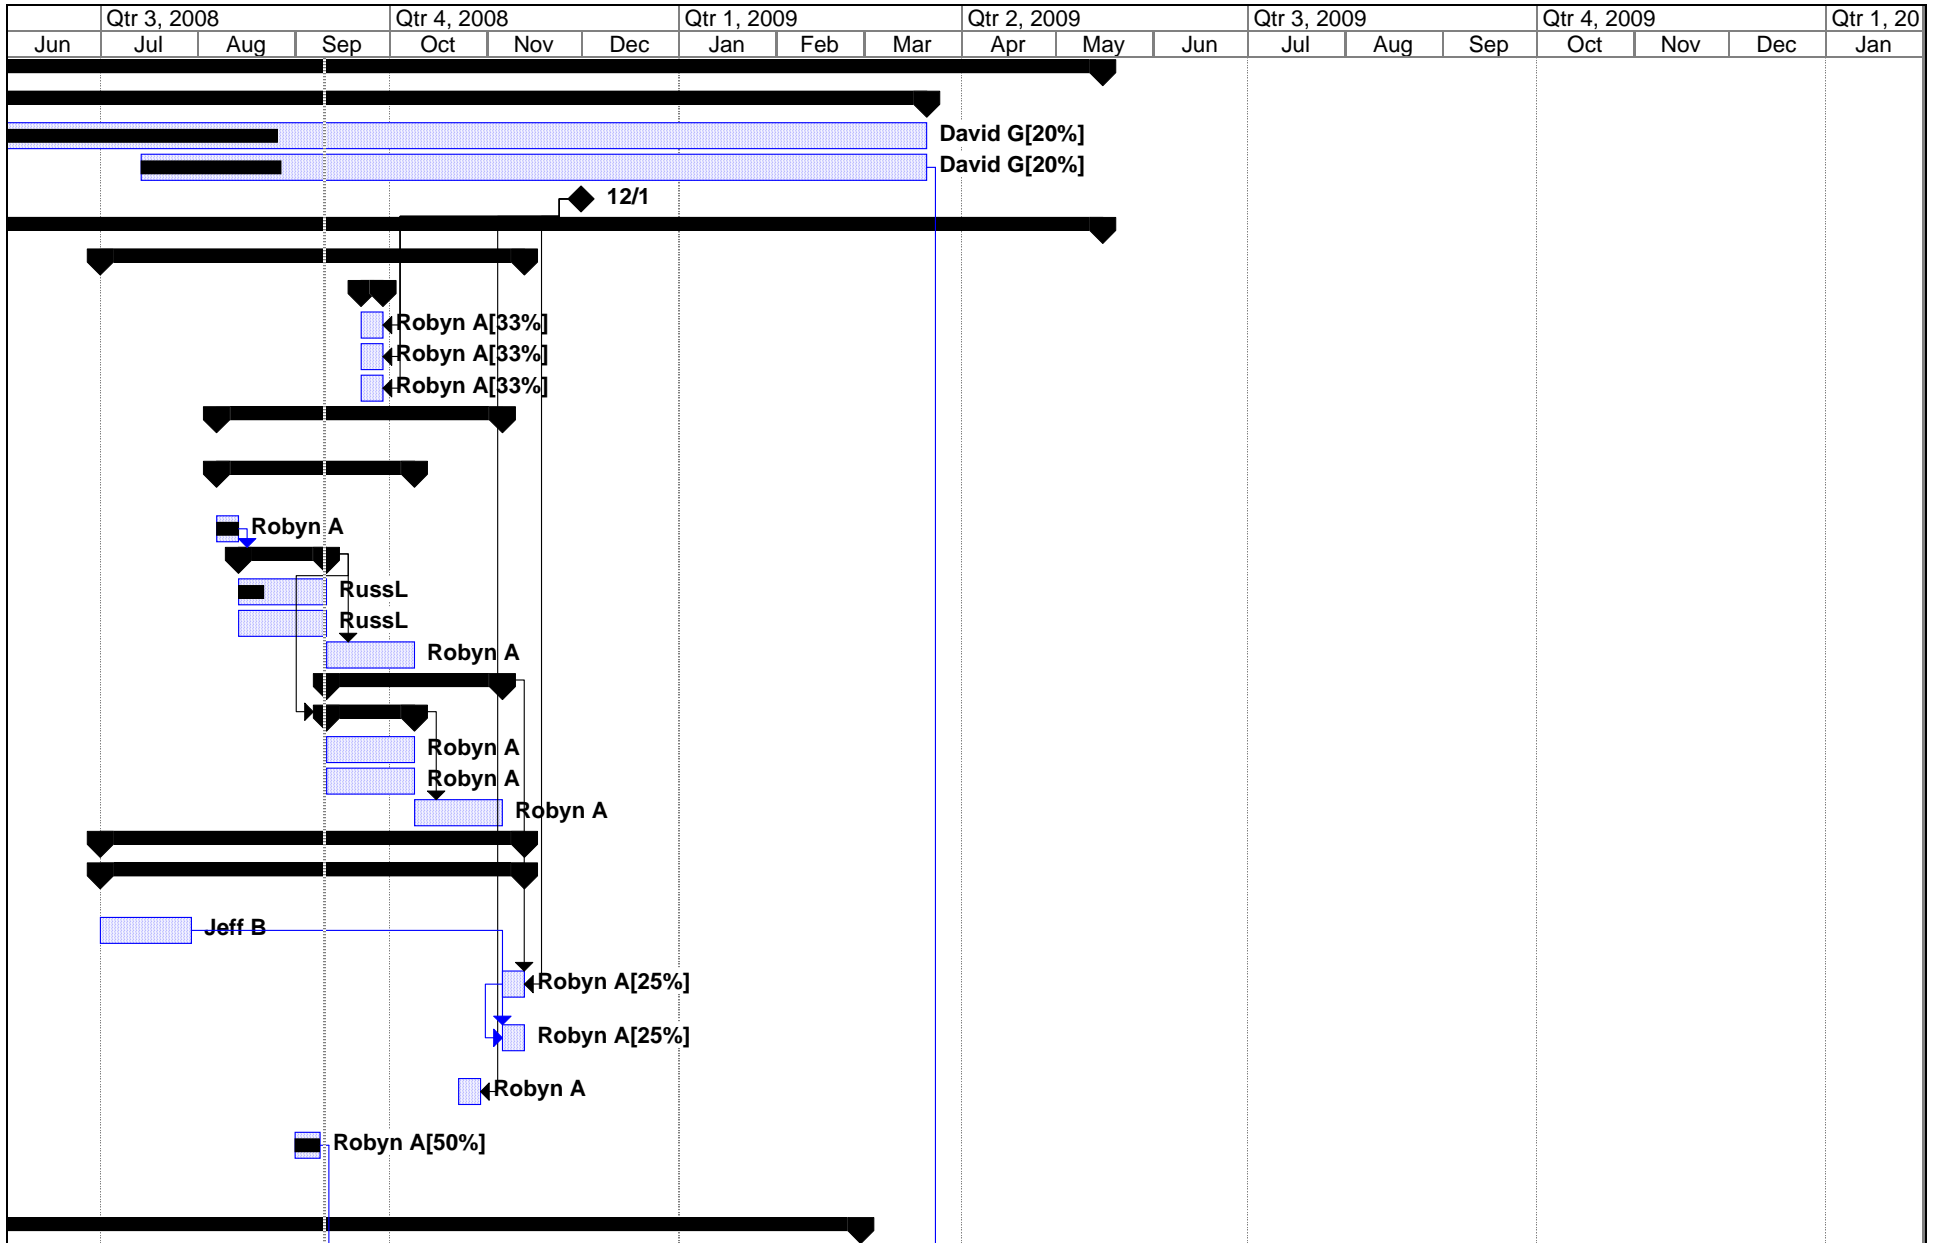 Qtr 3, 2008 Qtr 4, 2008 Qtr 1, 2009 Qtr 2, 2009 Qtr 3, 2009 Qtr 4, 2009 Qtr 1, 20
Jun Jul Aug Sep Oct Nov Dec Jan Feb Mar Apr May Jun Jul Aug Sep Oct Nov Dec Jan
David G[20%]
David G[20%]
12/1
Robyn A[33%]
Robyn A[33%]
Robyn A[33%]
Robyn A
RussL
RussL
Robyn A
Robyn A
Robyn A
Robyn A
Jeff B
Robyn A[25%]
Robyn A[25%]
Robyn A
Robyn A[50%]